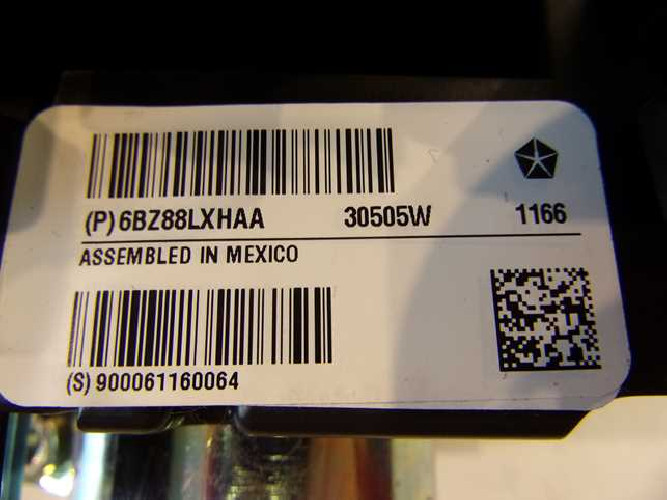 (P) 6BZ88LXHAA 30505W 1166
ASSEMBLED IN MEXICO
(S) 900061160064